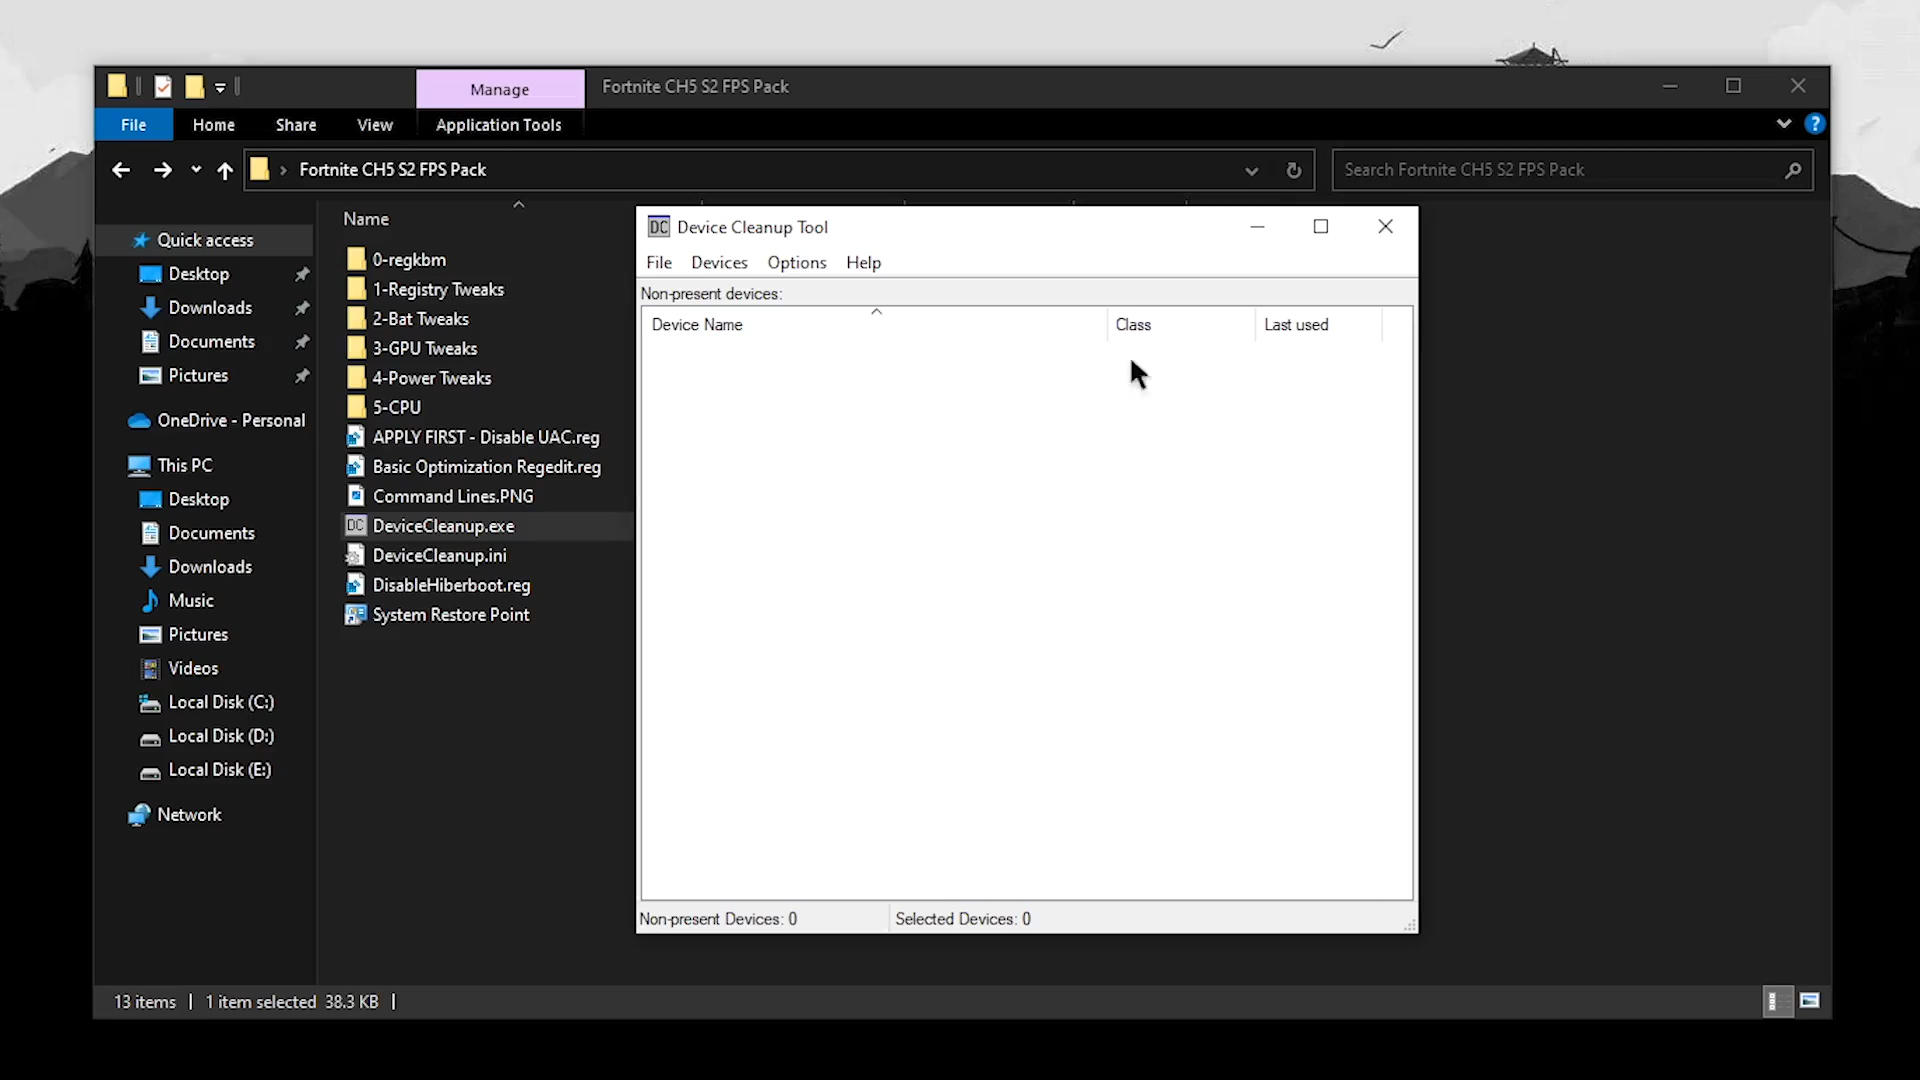 Manage
Fortnite CH5 S2 FPS Pack
File
Home
Share
View
Application Tools
?
Fortnite CH5 S2 FPS Pack
Search Fortnite CH5 S2 FPS Pack
Name
Quick access
Desktop
Downloads
Documents
Pictures
OneDrive - Personal
This PC
Desktop
Documents
Downloads
Music
Pictures
Videos
Local Disk (C:)
Local Disk (D:)
Local Disk (E:)
Network
0-regkbm
1-Registry Tweaks
2-Bat Tweaks
3-GPU Tweaks
4-Power Tweaks
5-CPU
APPLY FIRST - Disable UAC.reg
Basic Optimization Regedit.reg
Command Lines.PNG
DC DeviceCleanup.exe
DeviceCleanup.ini
DisableHiberboot.reg
System Restore Point
DC Device Cleanup Tool
File Devices Options Help
Non-present devices:
Device Name Class Last used
Non-present Devices: 0 Selected Devices: 0
13 items 1 item selected 38.3 KB